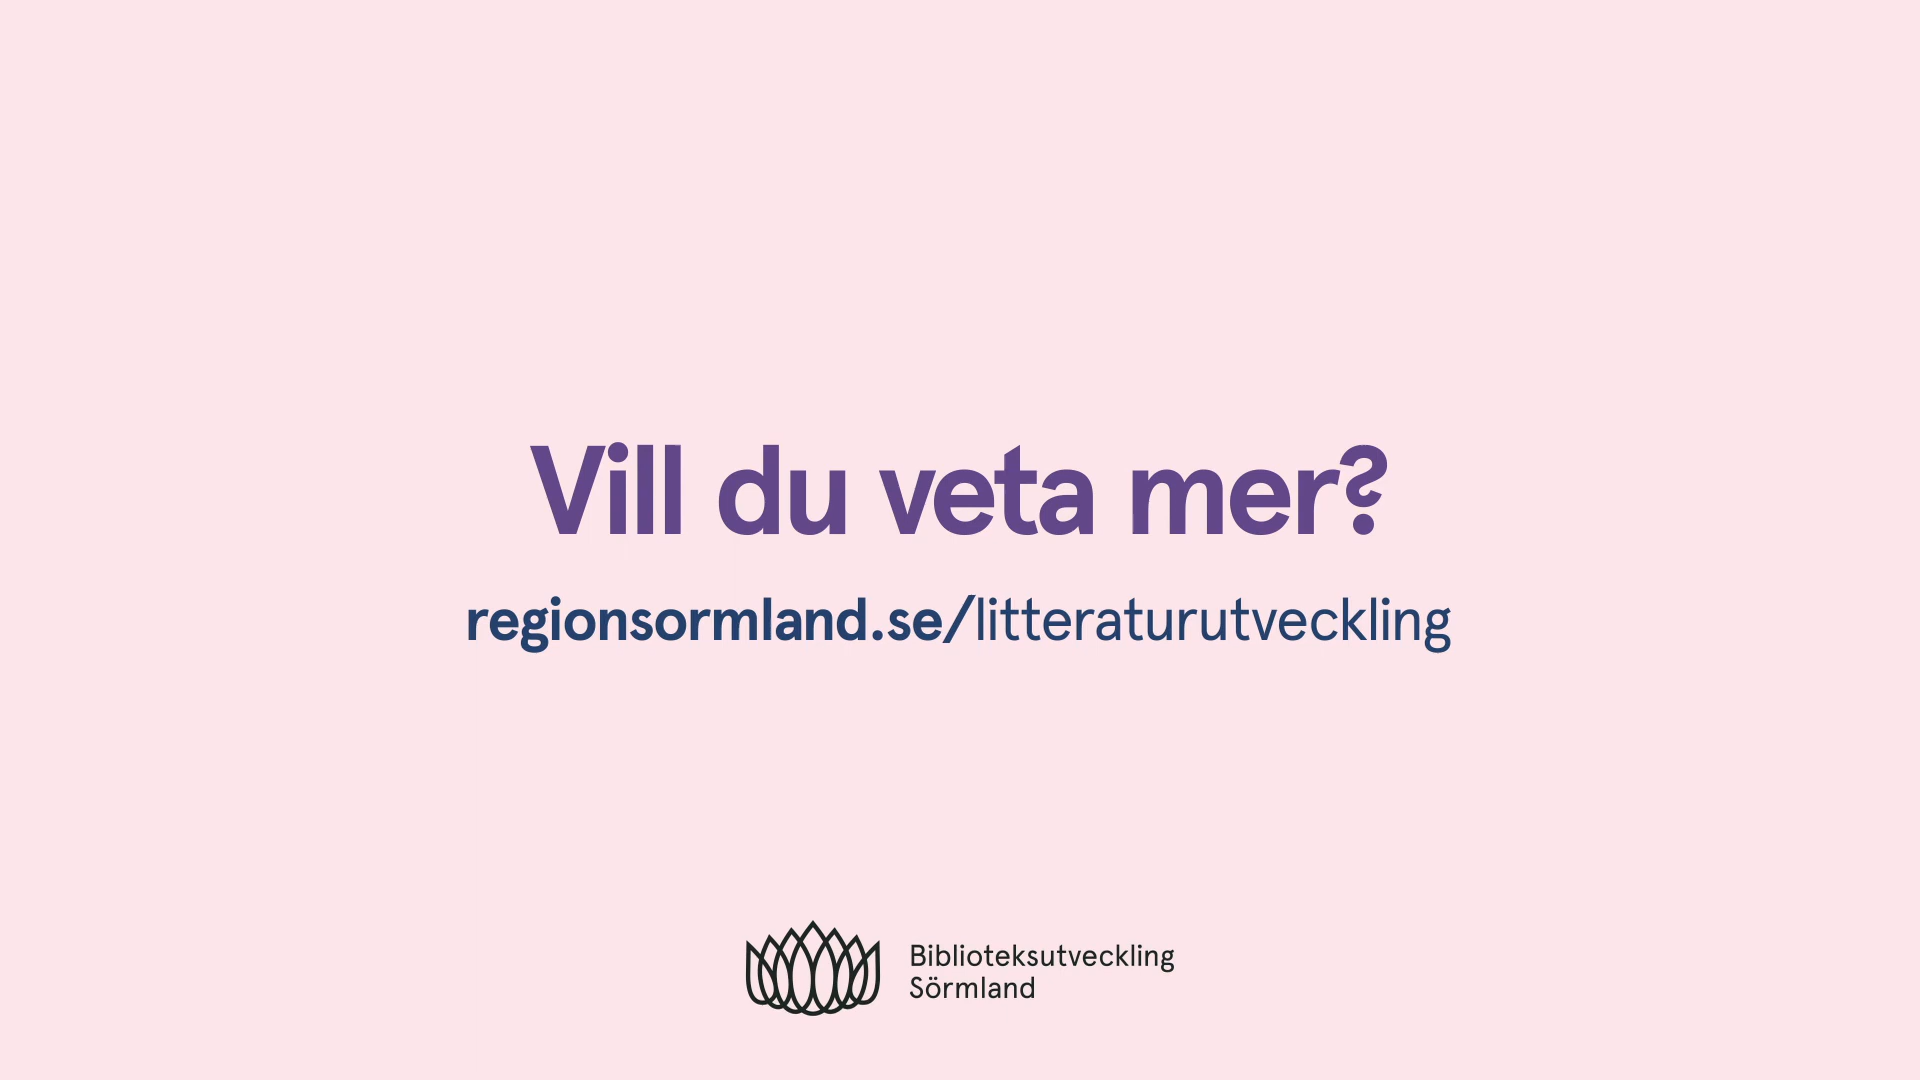 Vill du veta mer?
regionsormland.se/litteraturutveckling
Biblioteksutveckling
Sörmland